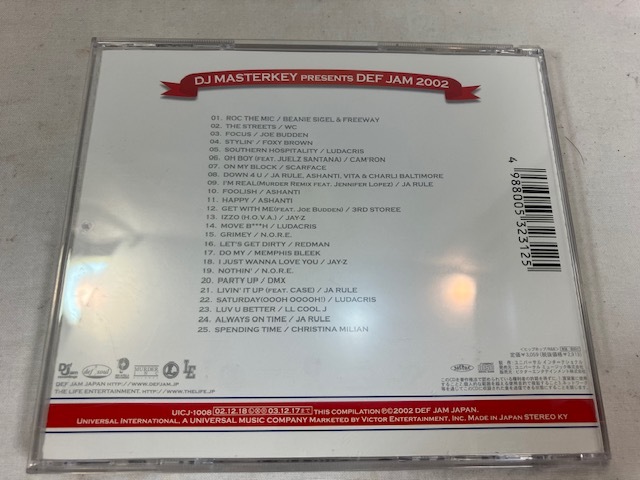 DJ MASTERKEY PRESENTS DEF JAM 2002
01. ROC THE MIC / BEANIE SIGEL & FREEWAY
02. THE STREETS / WC
03. FOCUS / JOE BUDDEN
04. STYLIN' / FOXY BROWN
05. SOUTHERN HOSPITALITY / LUDACRIS
06. OH BOY (FEAT. JUELZ SANTANA) / CAM'RON
07. ON MY BLOCK / SCARFACE
08. DOWN 4 U / JA RULE, ASHANTI, VITA & CHARLI BALTIMORE
09. I'M REAL (MURDER REMIX FEAT. JENNIFER LOPEZ) / JA RULE
10. FOOLISH / ASHANTI
11. HAPPY / ASHANTI
12. GET WITH ME (FEAT. JOE BUDDEN) / 3RD STOREE
13. IZZO (H.O.V.A.) / JAY-Z
14. MOVE B***H / LUDACRIS
15. GRIMEY / N.O.R.E.
16. LET'S GET DIRTY / REDMAN
17. DO MY / MEMPHIS BLEEK
18. I JUST WANNA LOVE YOU / JAY-Z
19. NOTHIN' / N.O.R.E.
20. PARTY UP / DMX
21. LIVIN' IT UP (FEAT. CASE) / JA RULE
22. SATURDAY (OOOH OOOOH!) / LUDACRIS
23. LUV U BETTER / LL COOL J
24. ALWAYS ON TIME / JA RULE
25. SPENDING TIME / CHRISTINA MILIAN
4 988005 323125
DEF JAM JAPAN HTTP://WWW.DEFJAM.JP
THE LIFE ENTERTAINMENT. HTTP://WWW.THELIFE.JP
UICJ-1008 02.12.18 03.12.17まで THIS COMPILATION ℗©2002 DEF JAM JAPAN.
UNIVERSAL INTERNATIONAL, A UNIVERSAL MUSIC COMPANY MARKETED BY VICTOR ENTERTAINMENT, INC. MADE IN JAPAN STEREO KY